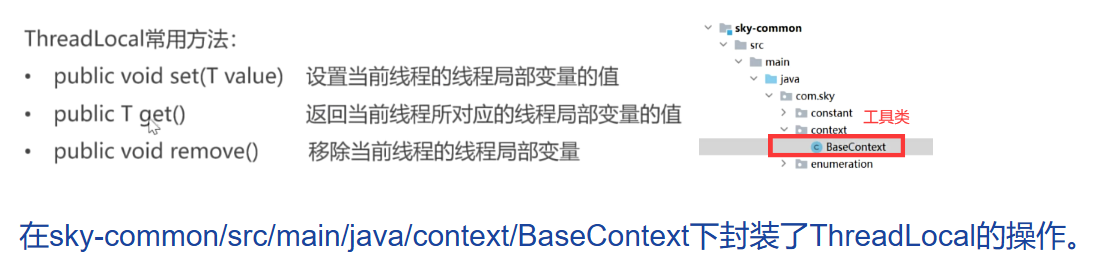 ThreadLocal常用方法：
• public void set(T value) 设置当前线程的线程局部变量的值
• public T get() 返回当前线程所对应的线程局部变量的值
• public void remove() 移除当前线程的线程局部变量
sky-common
src
main
java
com.sky
constant 工具类
context
BaseContext
enumeration
在sky-common/src/main/java/context/BaseContext下封装了ThreadLocal的操作。